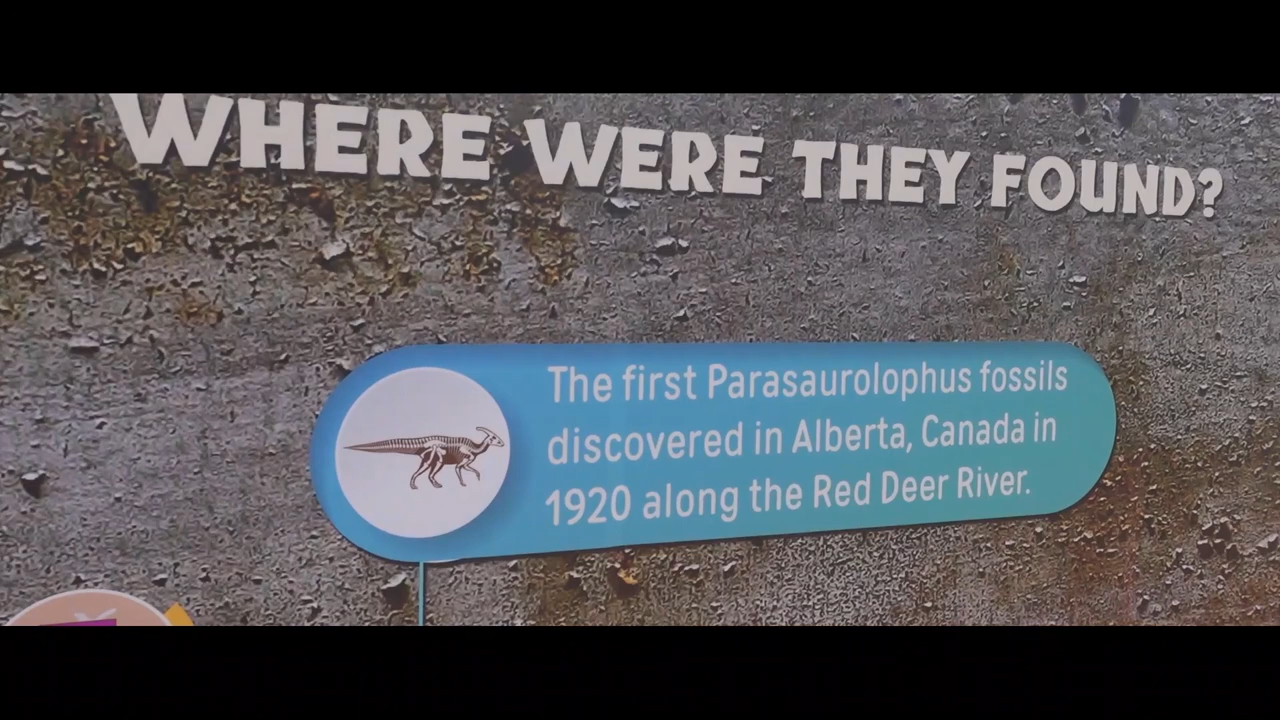 WHERE WERE THEY FOUND?
The first Parasaurolophus fossils
discovered in Alberta, Canada in
1920 along the Red Deer River.